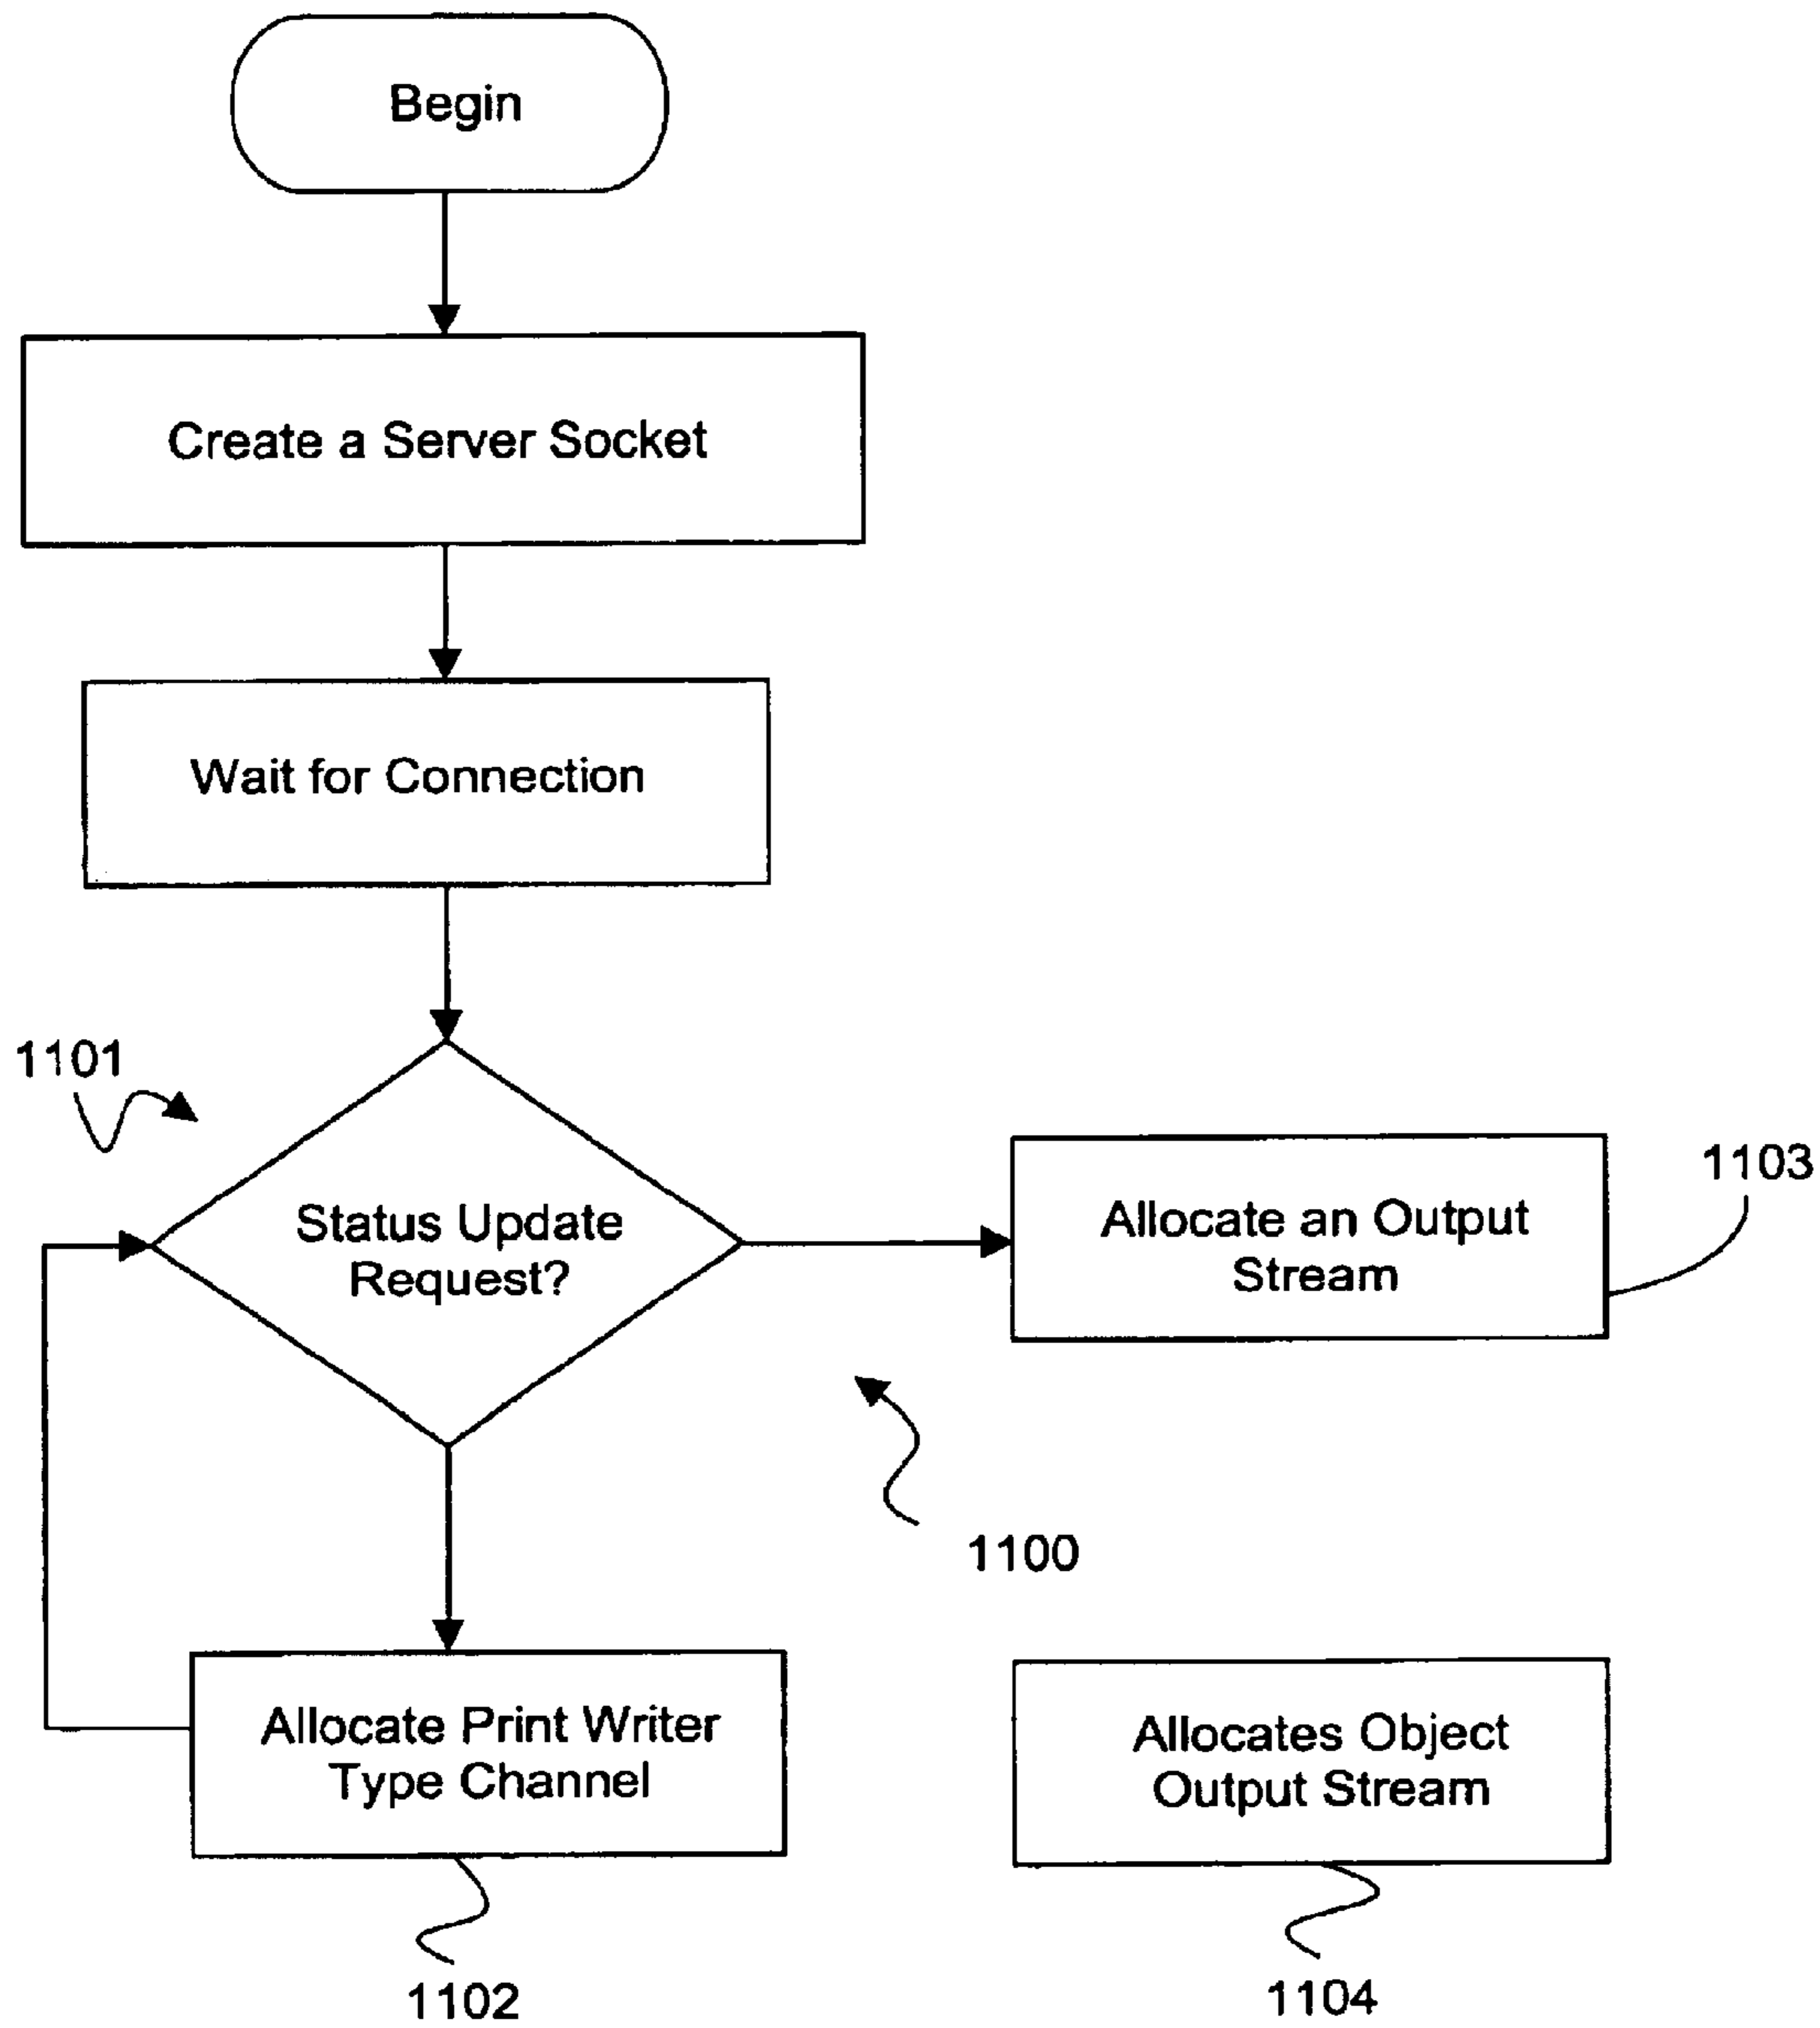 Begin
Create a Server Socket
Wait for Connection
1101
Status Update
Request?
Allocate an Output
Stream
1103
1100
Allocate Print Writer
Type Channel
Allocates Object
Output Stream
1102
1104